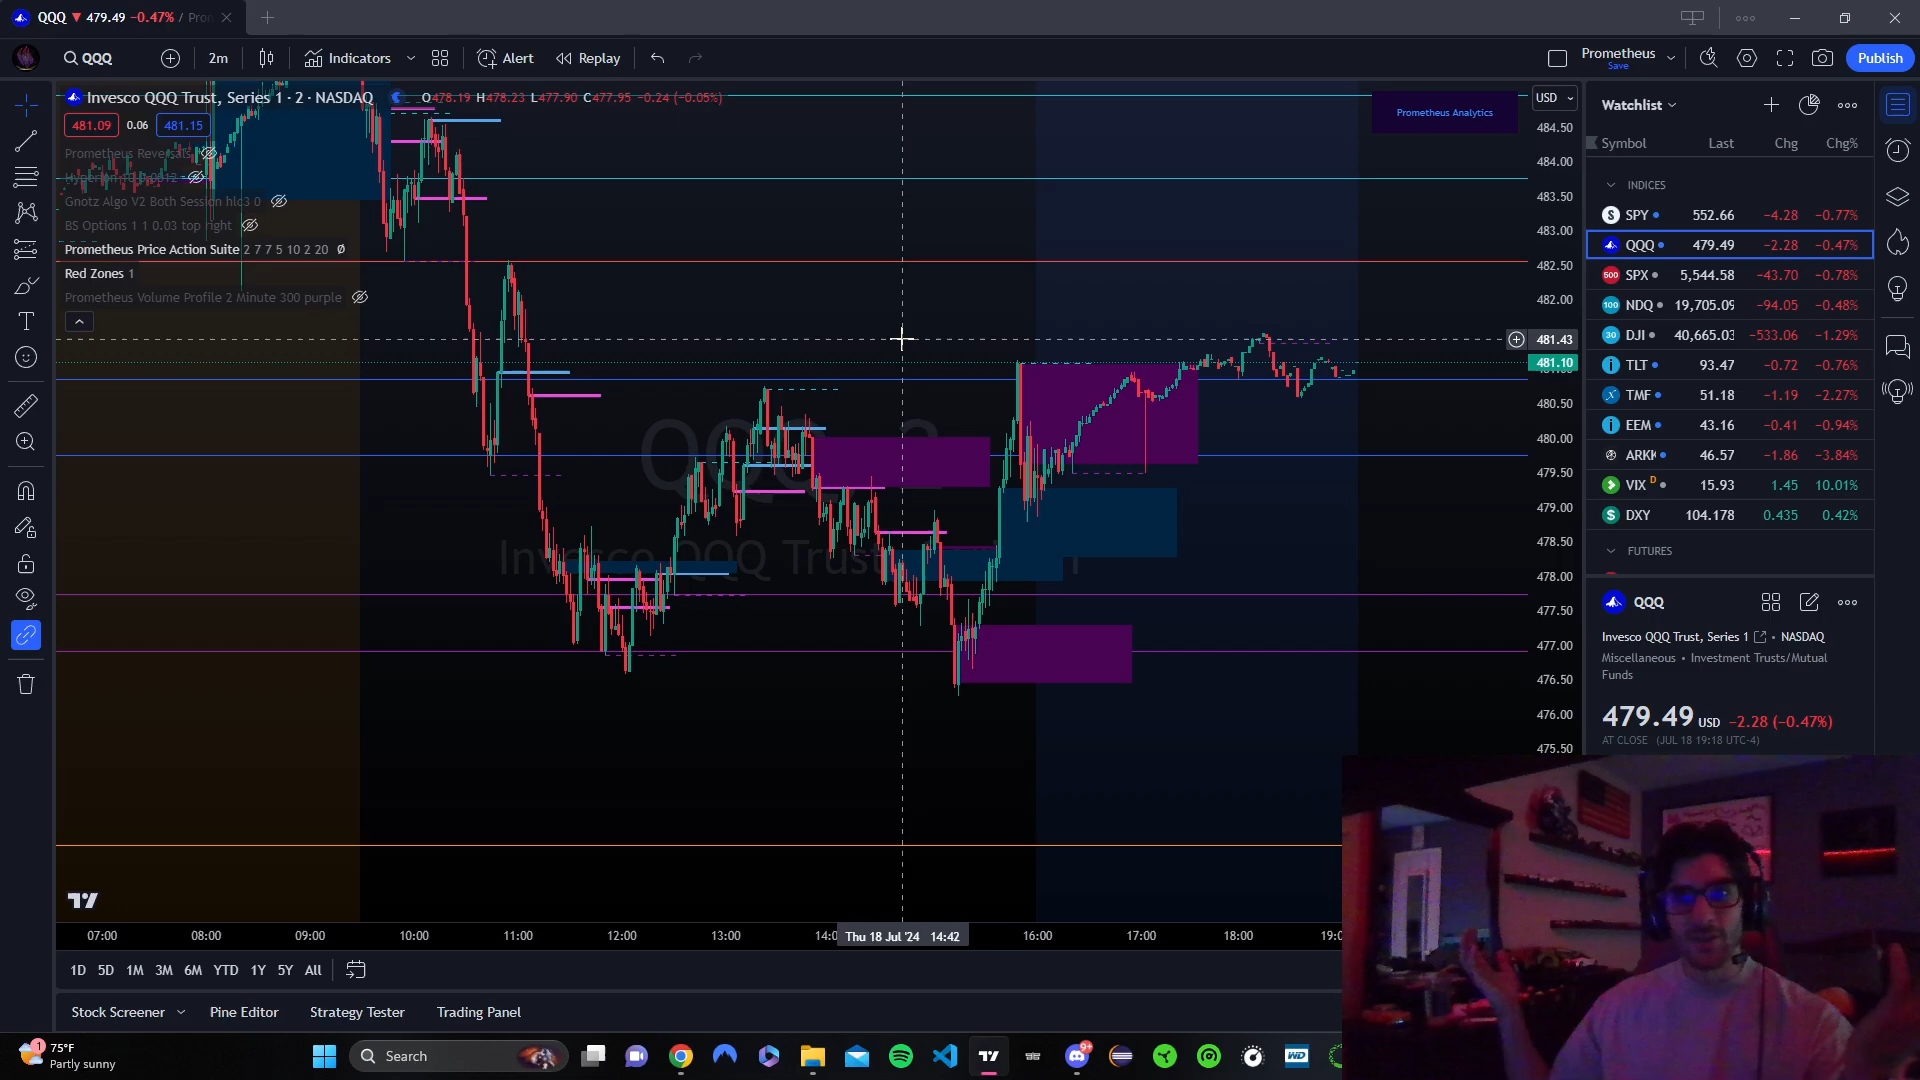 QQQ ▼ 479.49 −0.47% / Pro
QQQ
2m
Indicators
Alert
Replay
Prometheus
Save
Publish
Invesco QQQ Trust, Series 1 · 2 · NASDAQ
O478.19 H478.23 L477.90 C477.95 −0.24 (−0.05%)
481.09 0.06 481.15
Prometheus Reversals
Gnotz Algo V2 Both Session hlc3 0
BS Options 1 1 0.03 top right
Prometheus Price Action Suite 2 7 7 5 10 2 20
Red Zones 1
Prometheus Volume Profile 2 Minute 300 purple
Prometheus Analytics
USD
484.50
484.00
483.50
483.00
482.50
482.00
481.43
481.10
480.50
480.00
479.50
479.00
478.50
478.00
477.50
477.00
476.50
476.00
475.50
07:00
08:00
09:00
10:00
11:00
12:00
13:00
Thu 18 Jul '24 14:42
16:00
17:00
18:00
1D 5D 1M 3M 6M YTD 1Y 5Y All
Stock Screener
Pine Editor
Strategy Tester
Trading Panel
Watchlist
Symbol Last Chg Chg%
INDICES
SPY 552.66 −4.28 −0.77%
QQQ 479.49 −2.28 −0.47%
SPX 5,544.58 −43.70 −0.78%
NDQ 19,705.09 −94.05 −0.48%
DJI 40,665.03 −533.06 −1.29%
TLT 93.47 −0.72 −0.76%
TMF 51.18 −1.19 −2.27%
EEM 43.16 −0.41 −0.94%
ARKK 46.57 −1.86 −3.84%
VIX D 15.93 1.45 10.01%
DXY 104.178 0.435 0.42%
FUTURES
QQQ
Invesco QQQ Trust, Series 1 • NASDAQ
Miscellaneous • Investment Trusts/Mutual
Funds
479.49 USD −2.28 (−0.47%)
AT CLOSE (JUL 18 19:18 UTC-4)
1
75°F
Partly sunny
Search
9+
WD